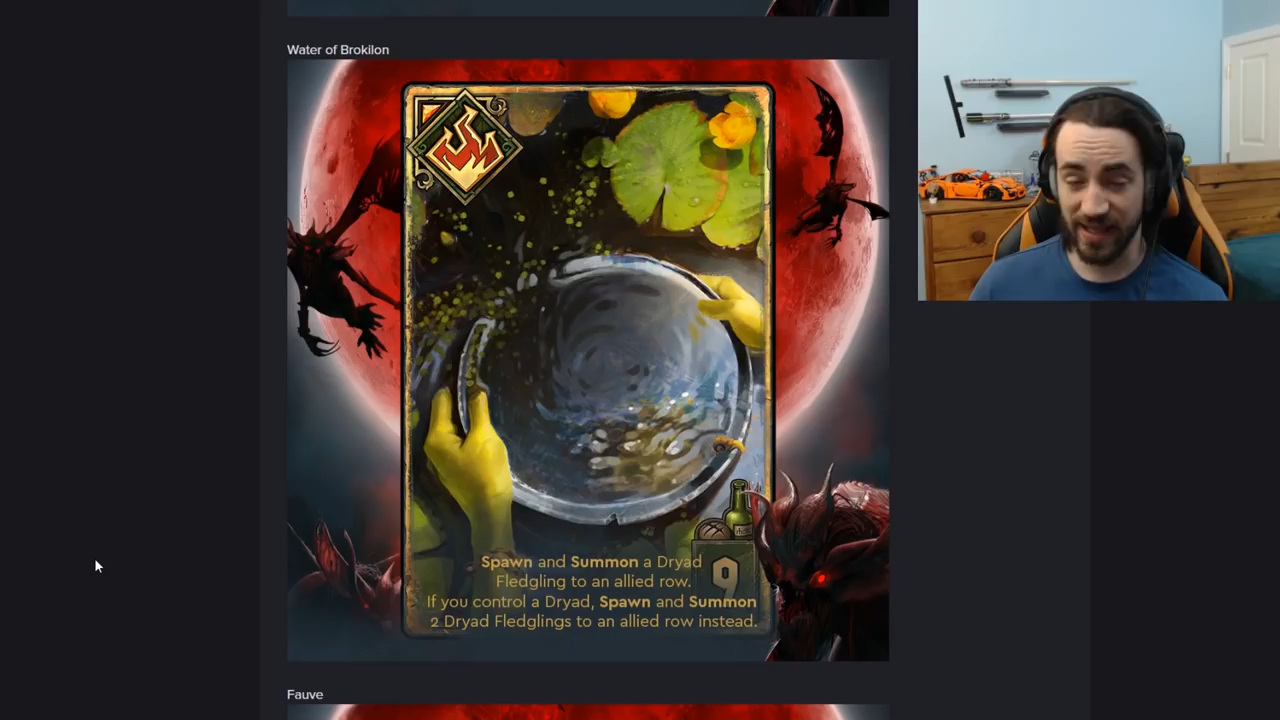 Water of Brokilon
Spawn and Summon a Dryad
Fledgling to an allied row.
9
If you control a Dryad, Spawn and Summon
2 Dryad Fledglings to an allied row instead.
Fauve